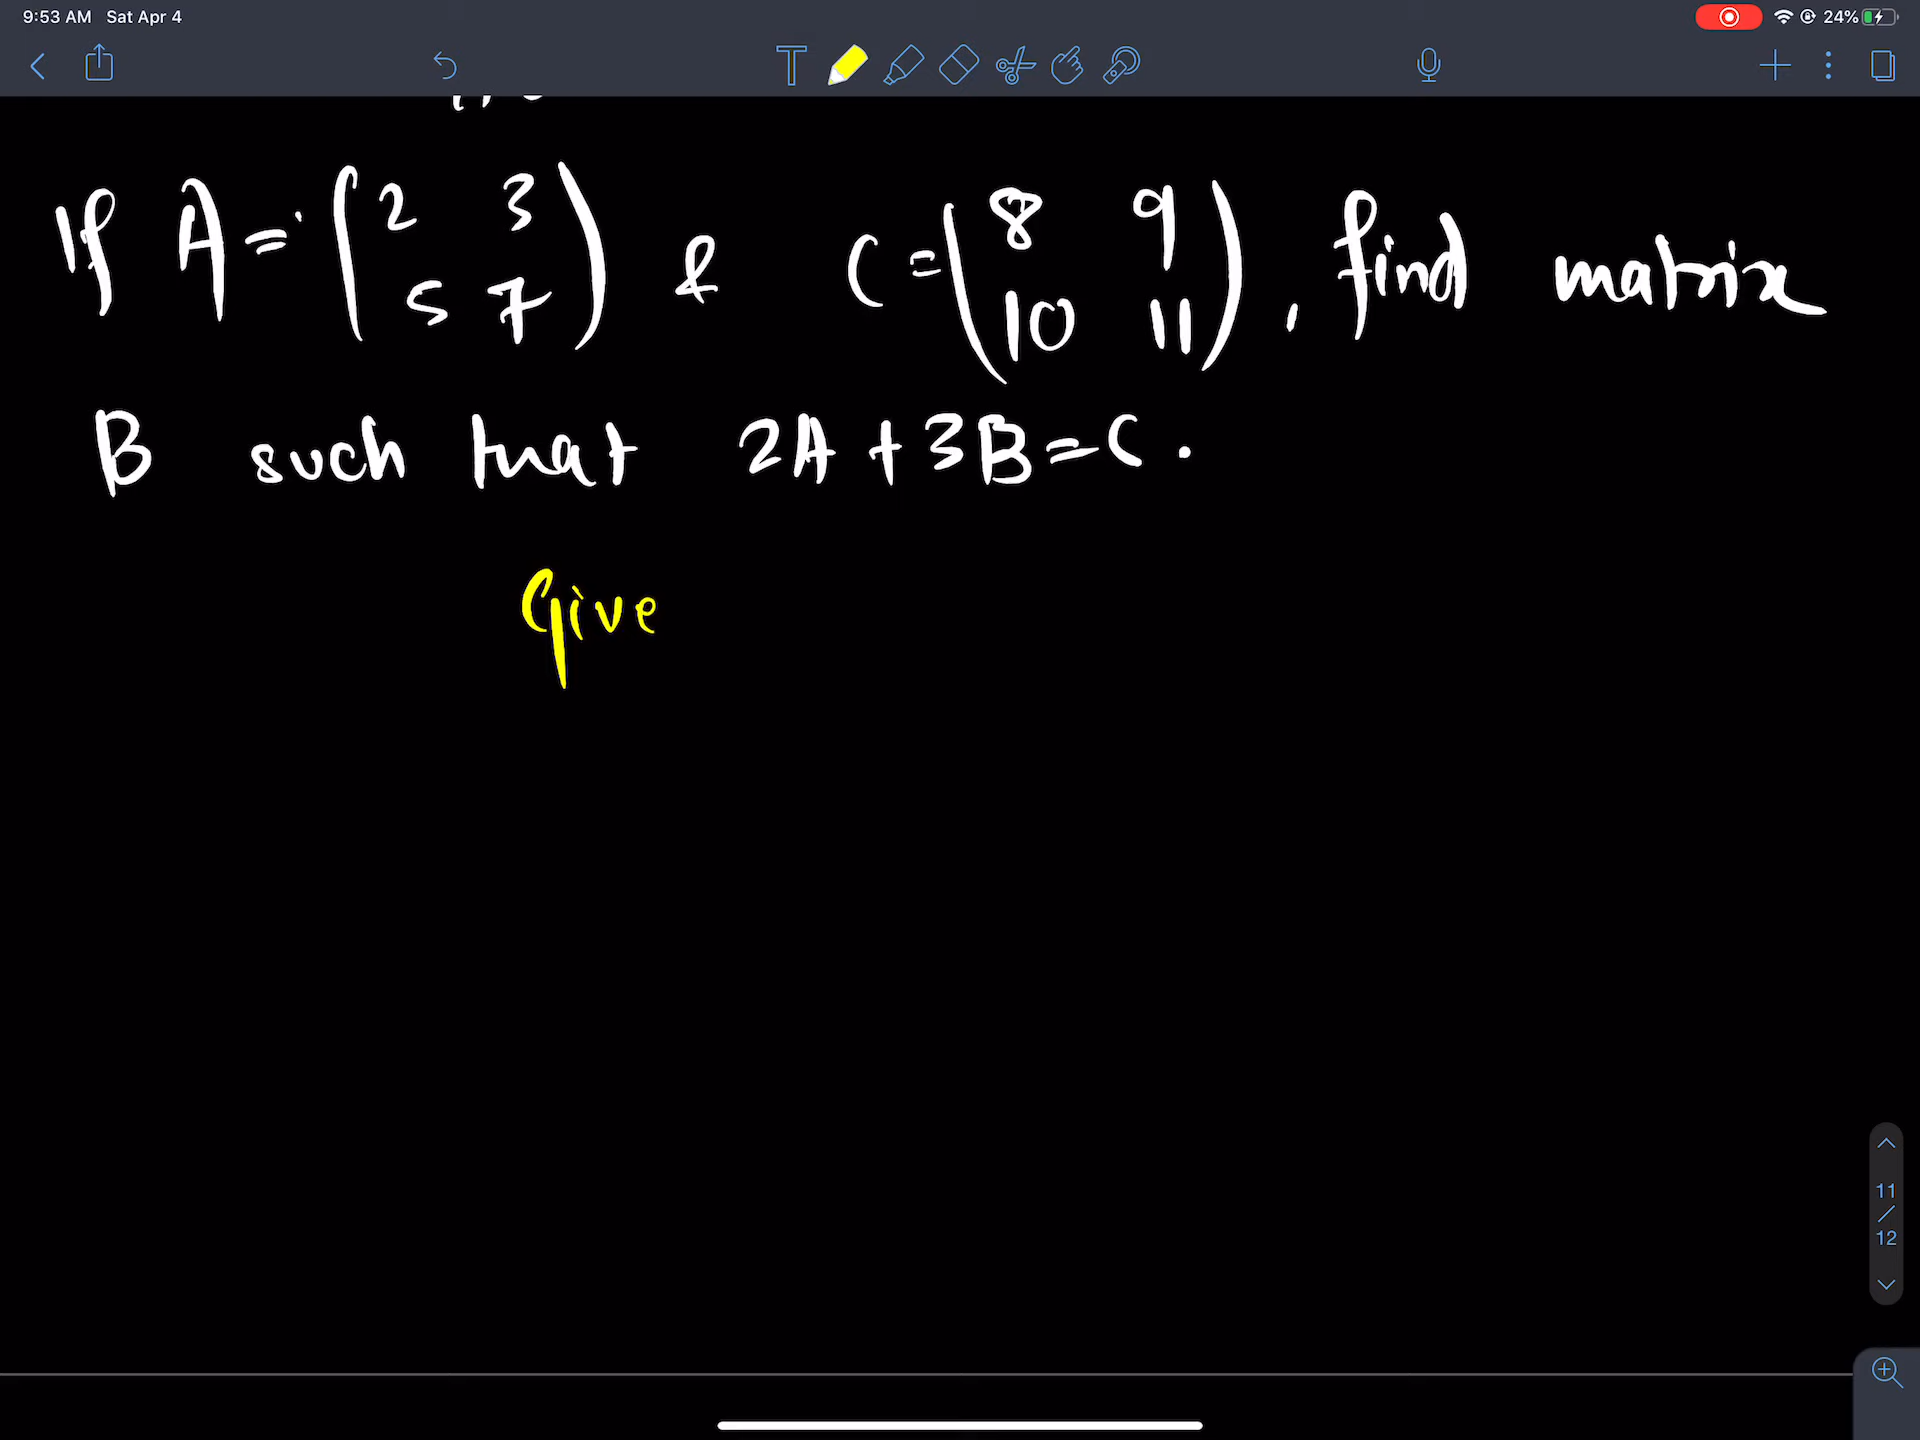 9:53 AM Sat Apr 4 24%
If A = (2 3 5 7) & C = (8 9 10 11), find matrix
B such that 2A + 3B = C.
Give
11 / 12